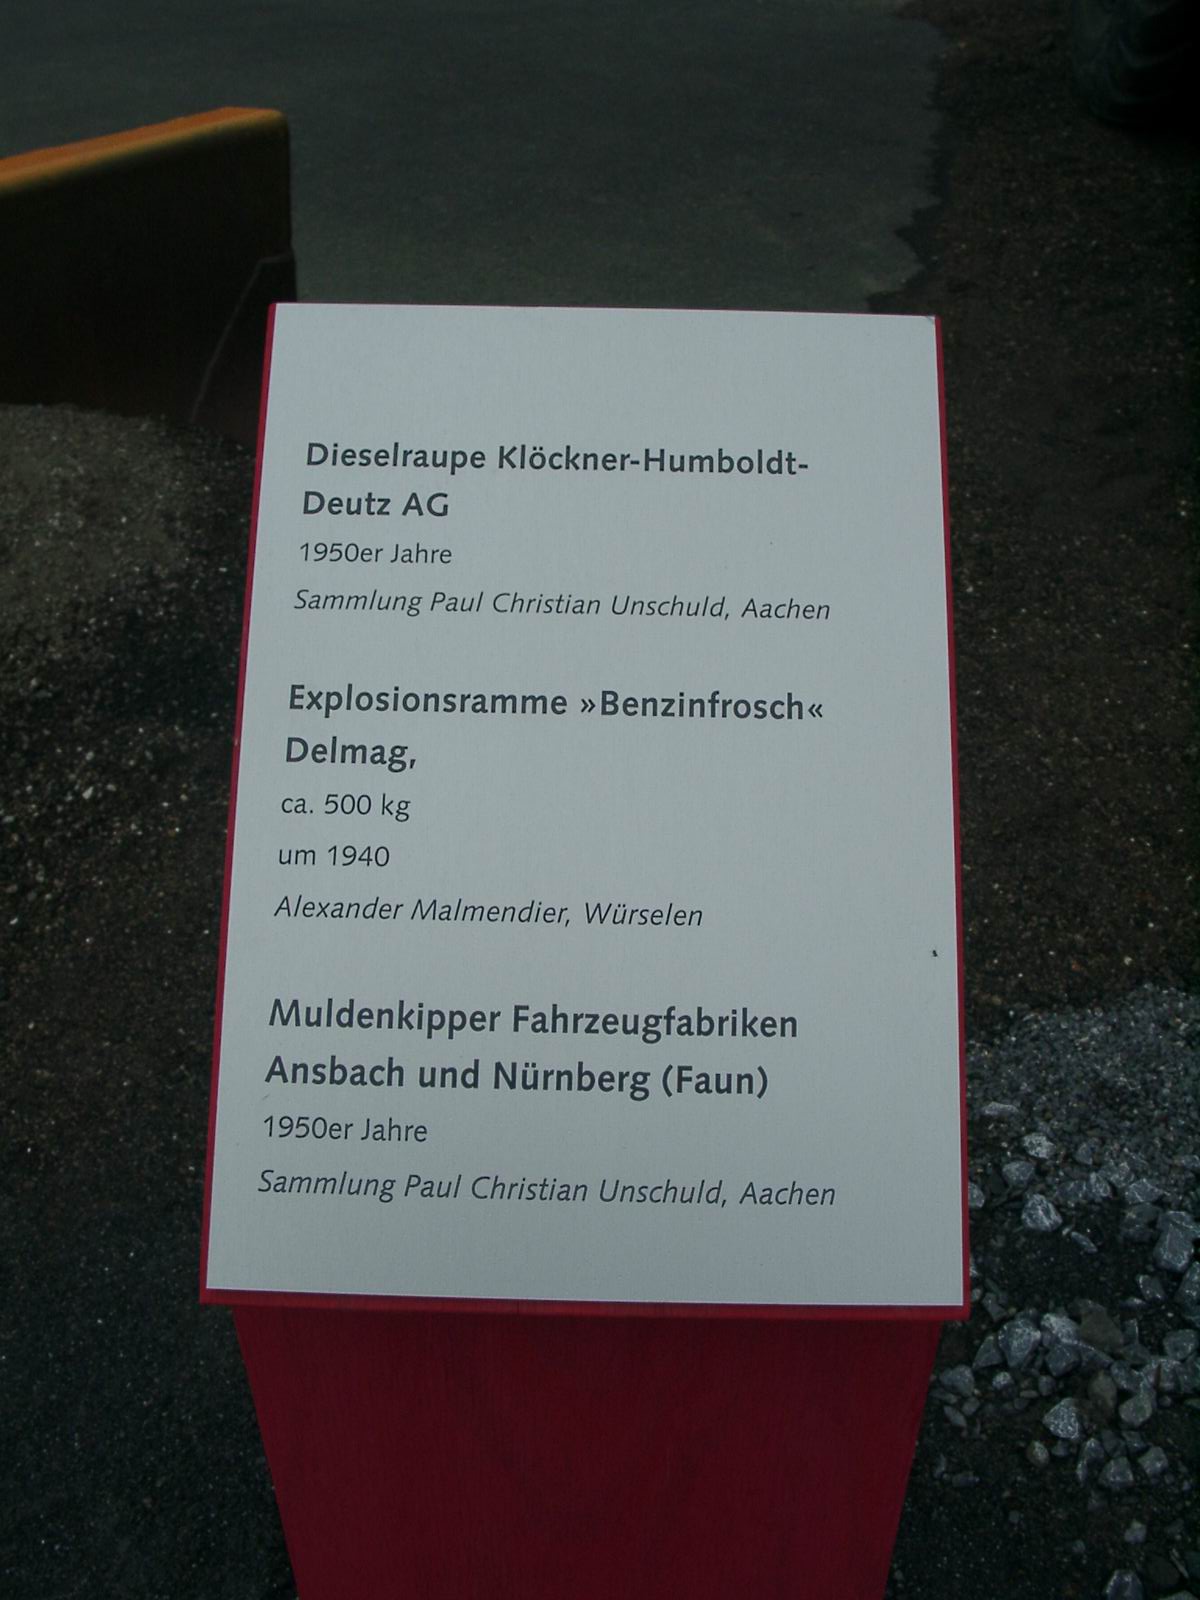 Dieselraupe Klöckner-Humboldt-
Deutz AG
1950er Jahre
Sammlung Paul Christian Unschuld, Aachen
Explosionsramme »Benzinfrosch«
Delmag,
ca. 500 kg
um 1940
Alexander Malmendier, Würselen
Muldenkipper Fahrzeugfabriken
Ansbach und Nürnberg (Faun)
1950er Jahre
Sammlung Paul Christian Unschuld, Aachen